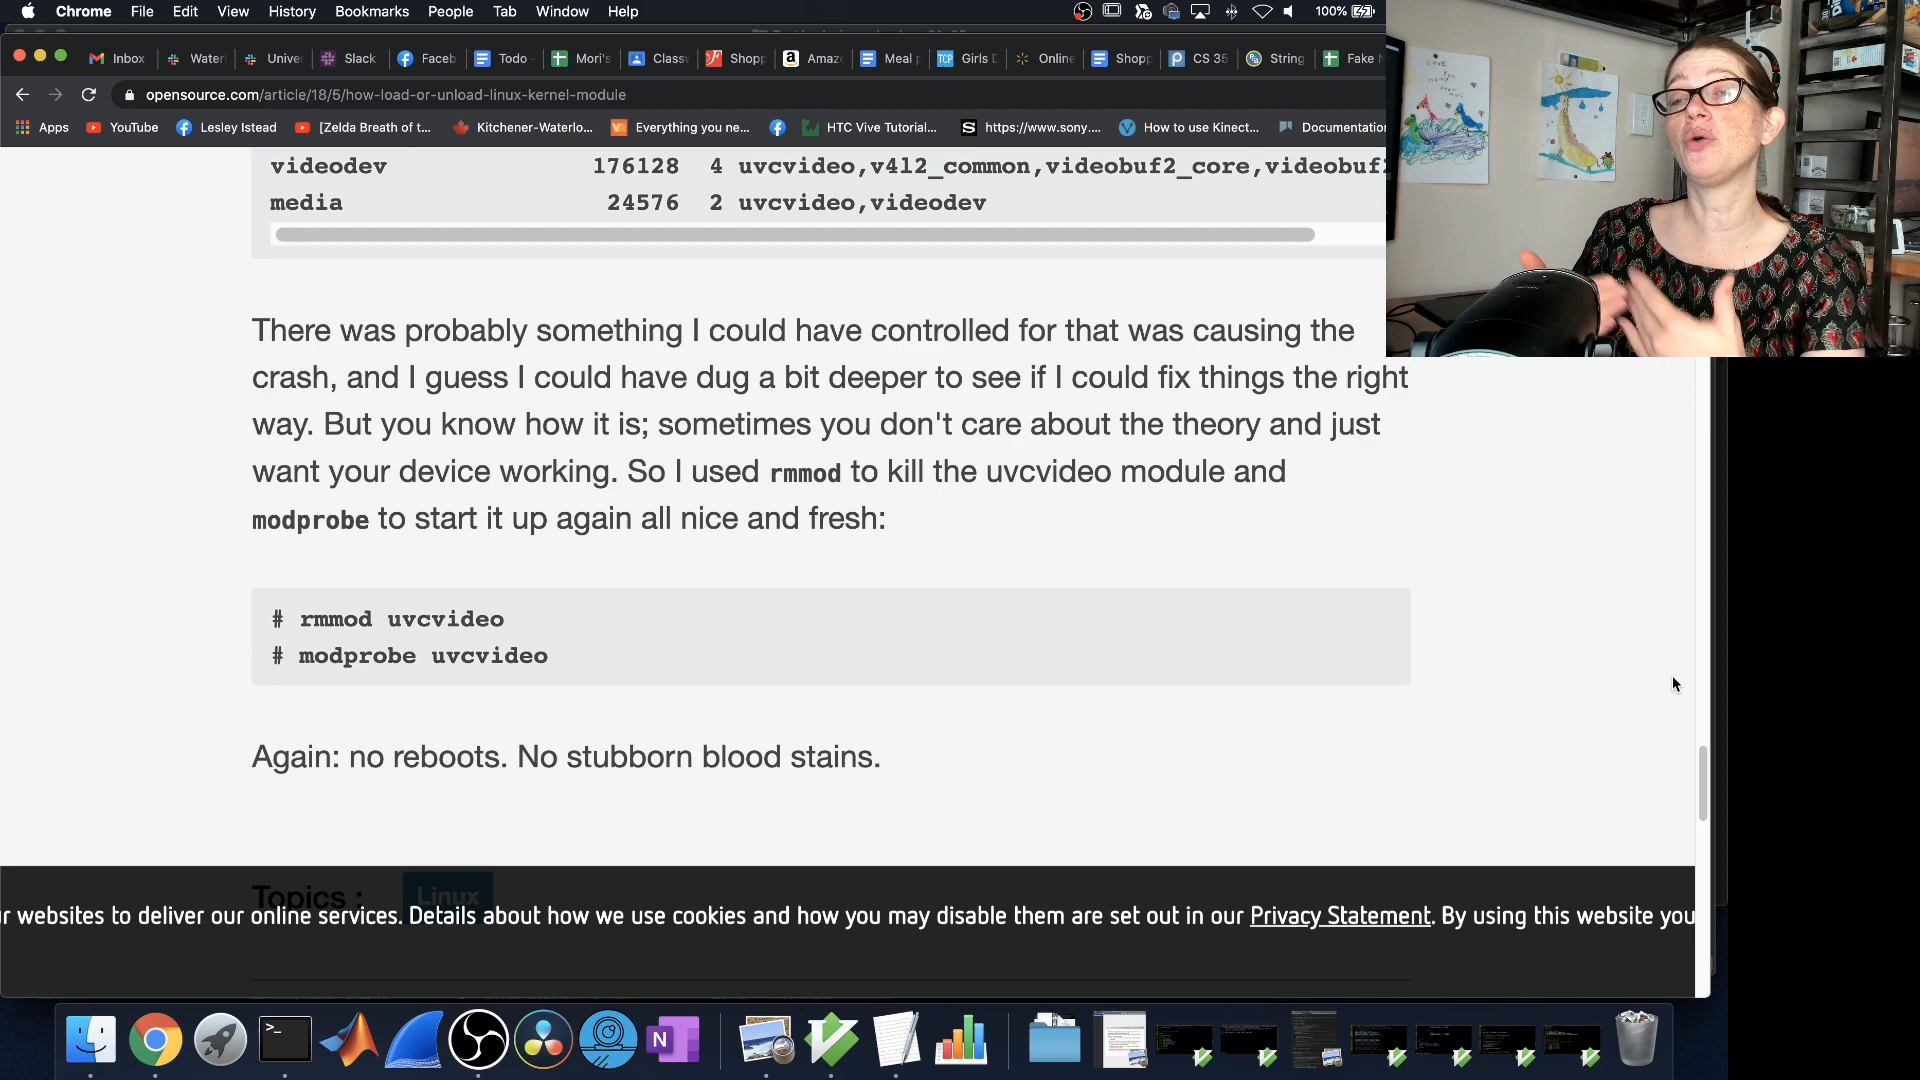 Chrome File Edit View History Bookmarks People Tab Window Help 100%
Inbox Water Univer Slack Faceb Todo Mori's Classw Shopp Amazo Meal p Girls D Online Shopp CS 35 String Fake N
opensource.com/article/18/5/how-load-or-unload-linux-kernel-module
Apps YouTube Lesley Istead [Zelda Breath of t... Kitchener-Waterlo... Everything you ne... HTC Vive Tutorial... https://www.sony.... How to use Kinect... Documentation
videodev 176128 4 uvcvideo,v4l2_common,videobuf2_core,videobuf2
media 24576 2 uvcvideo,videodev
There was probably something I could have controlled for that was causing the
crash, and I guess I could have dug a bit deeper to see if I could fix things the right
way. But you know how it is; sometimes you don't care about the theory and just
want your device working. So I used rmmod to kill the uvcvideo module and
modprobe to start it up again all nice and fresh:
# rmmod uvcvideo
# modprobe uvcvideo
Again: no reboots. No stubborn blood stains.
Topics : Linux
r websites to deliver our online services. Details about how we use cookies and how you may disable them are set out in our Privacy Statement. By using this website you